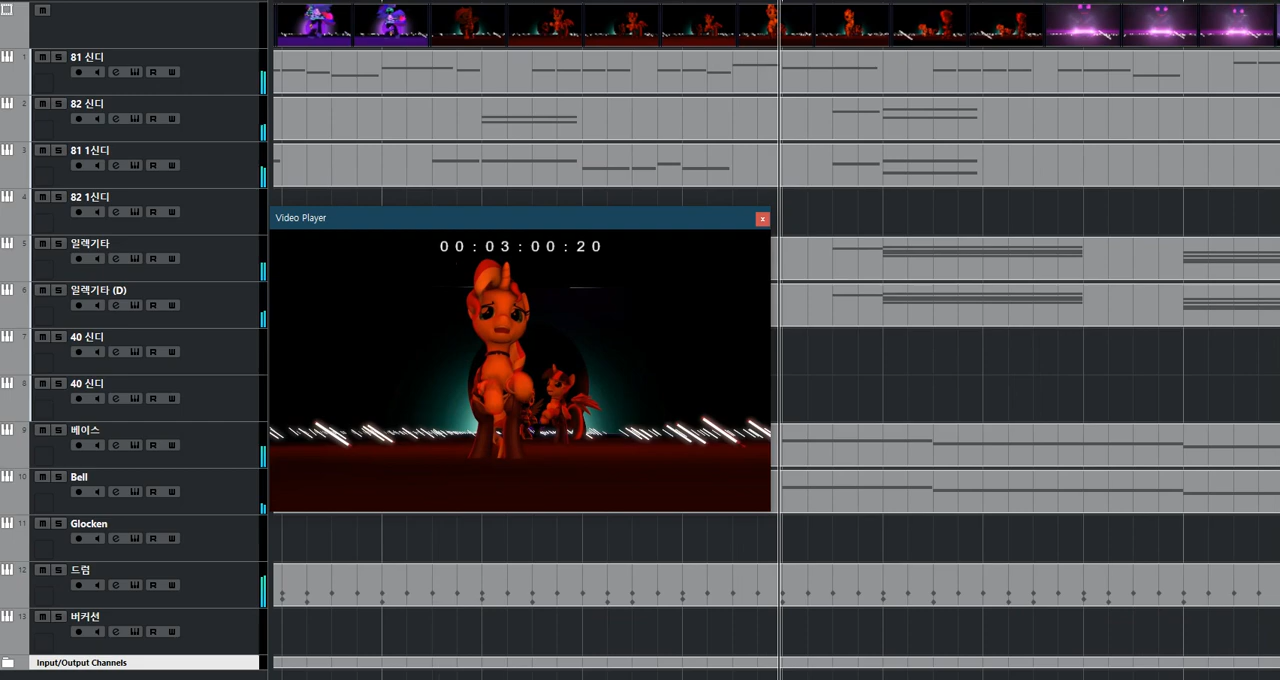 m
1
81 신디
m S
e R W
2
82 신디
m S
e R W
3
81 1신디
m S
e R W
4
82 1신디
m S
e R W
Video Player
x
00:03:00:20
5
일렉기타
m S
e R W
6
일렉기타 (D)
m S
e R W
7
40 신디
m S
e R W
8
40 신디
m S
e R W
9
베이스
m S
e R W
10
Bell
m S
e R W
11
Glocken
m S
e R W
12
드럼
m S
e R W
13
버커션
m S
e R W
Input/Output Channels